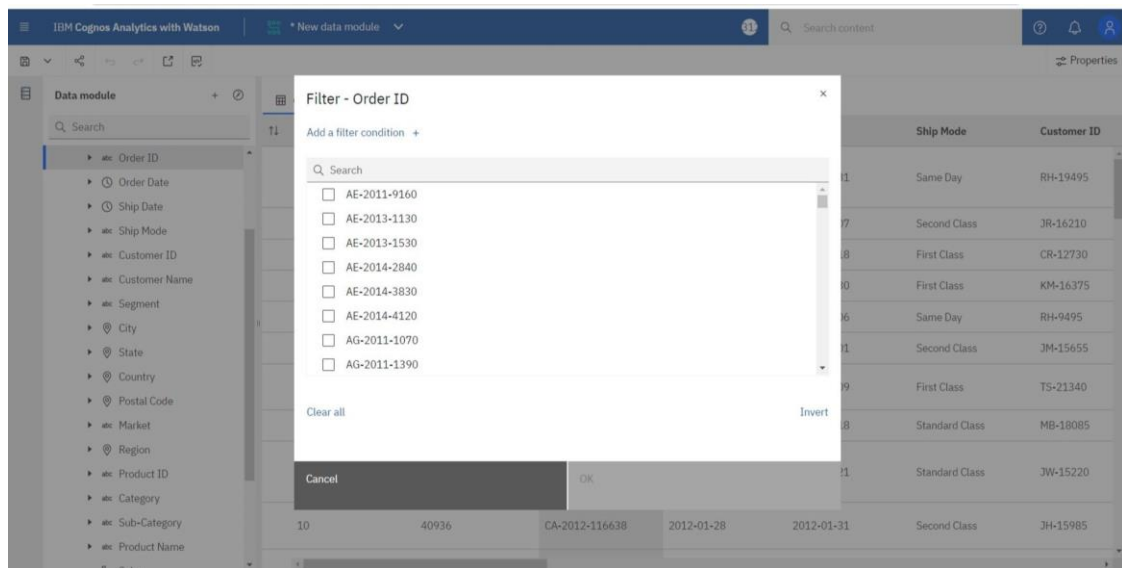 IBM Cognos Analytics with Watson
* New data module
Search content
Properties
Data module
Search
Order ID
Order Date
Ship Date
Ship Mode
Customer ID
Customer Name
Segment
City
State
Country
Postal Code
Market
Region
Product ID
Category
Sub-Category
Product Name
Filter - Order ID
Add a filter condition +
Search
AE-2011-9160
AE-2013-1130
AE-2013-1530
AE-2014-2840
AE-2014-3830
AE-2014-4120
AG-2011-1070
AG-2011-1390
Clear all Invert
Cancel OK
Ship Mode Customer ID
Same Day RH-19495
Second Class JR-16210
First Class CR-12730
First Class KM-16375
Same Day RH-9495
Second Class JM-15655
First Class TS-21340
Standard Class MB-18085
Standard Class JW-15220
10 40936 CA-2012-116638 2012-01-28 2012-01-31 Second Class JH-15985